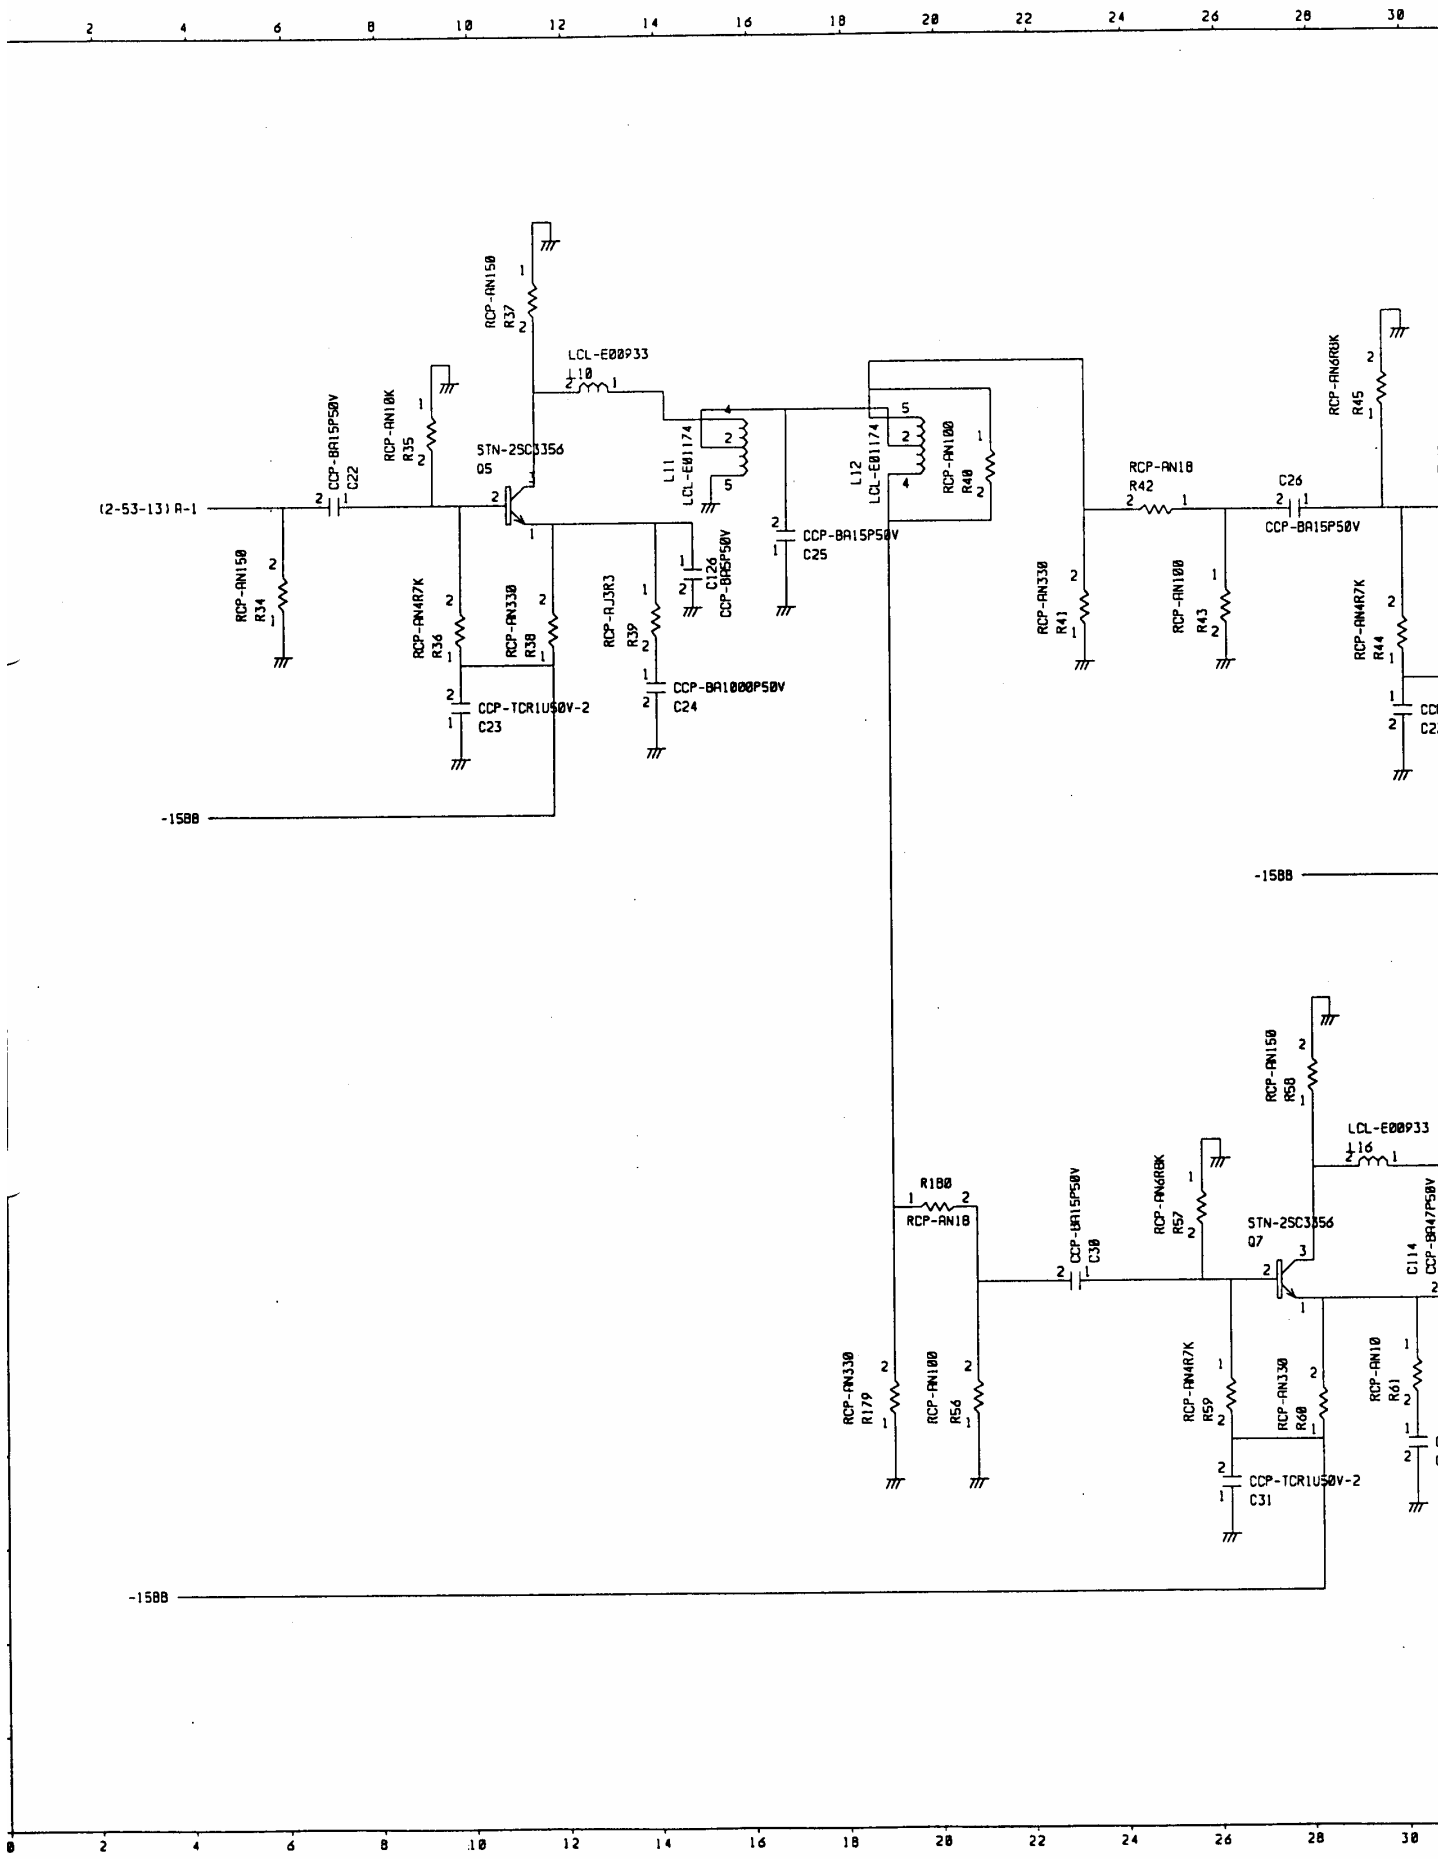 2 4 6 8 10 12 14 16 18 20 22 24 26 28 30
1
RCP-AN150
R37
2
LCL-E00933
L10
2 1
2
RCP-AN6R8K
R45
1
1
RCP-AN10K
R35
2
CCP-BA15P50V
C22
2 1
STN-2SC3356
Q5
3
2
1
4
2
5
L11
LCL-E01174
5
2
4
L12
LCL-E01174
1
RCP-AN100
R40
2
RCP-AN18
R42
2 1
C26
2 1
CCP-BA15P50V
(2-53-13) A-1
2
RCP-AN150
R34
1
2
RCP-AN4R7K
R36
1
2
RCP-AN330
R38
1
1
RCP-AJ3R3
R39
2
1
C126
2
CCP-BA5P50V
2
1
CCP-BA15P50V
C25
2
RCP-AN330
R41
1
1
RCP-AN100
R43
2
2
RCP-AN4R7K
R44
1
2
1
CCP-TCR1U50V-2
C23
1
2
CCP-BA1000P50V
C24
1
2
-15BB
-15BB
2
RCP-AN150
R58
1
LCL-E00933
L16
2 1
R180
1 2
RCP-AN18
CCP-BA15P50V
C30
2 1
1
RCP-AN6R8K
R57
2
STN-2SC3356
Q7
3
2
1
C114
CCP-BA47P50V
2
2
RCP-AN330
R179
1
2
RCP-AN100
R56
1
1
RCP-AN4R7K
R59
2
2
RCP-AN330
R60
1
1
RCP-AN10
R61
2
1
2
2
1
CCP-TCR1U50V-2
C31
-15BB
0 2 4 6 8 10 12 14 16 18 20 22 24 26 28 30